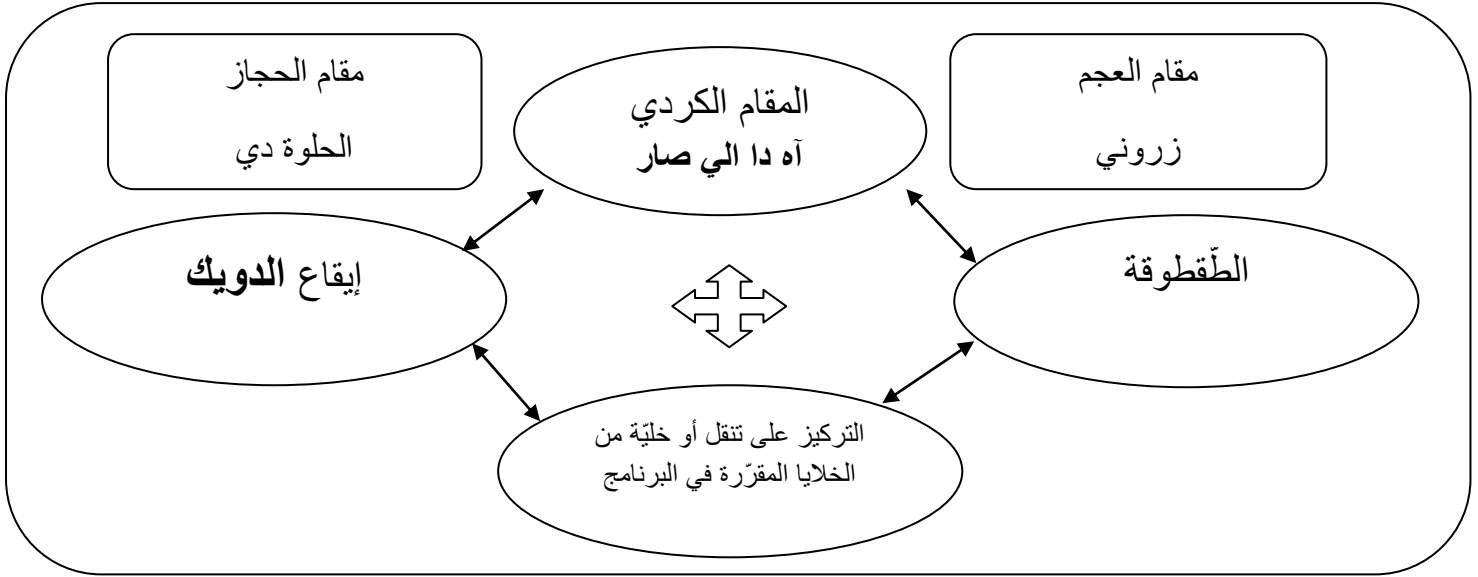 مقام العجم
زروني
المقام الكردي
آه دا الي صار
مقام الحجاز
الحلوة دي
الطّقطوقة
إيقاع الدويك
التركيز على تنقل أو خليّة من
الخلايا المقرّرة في البرنامج